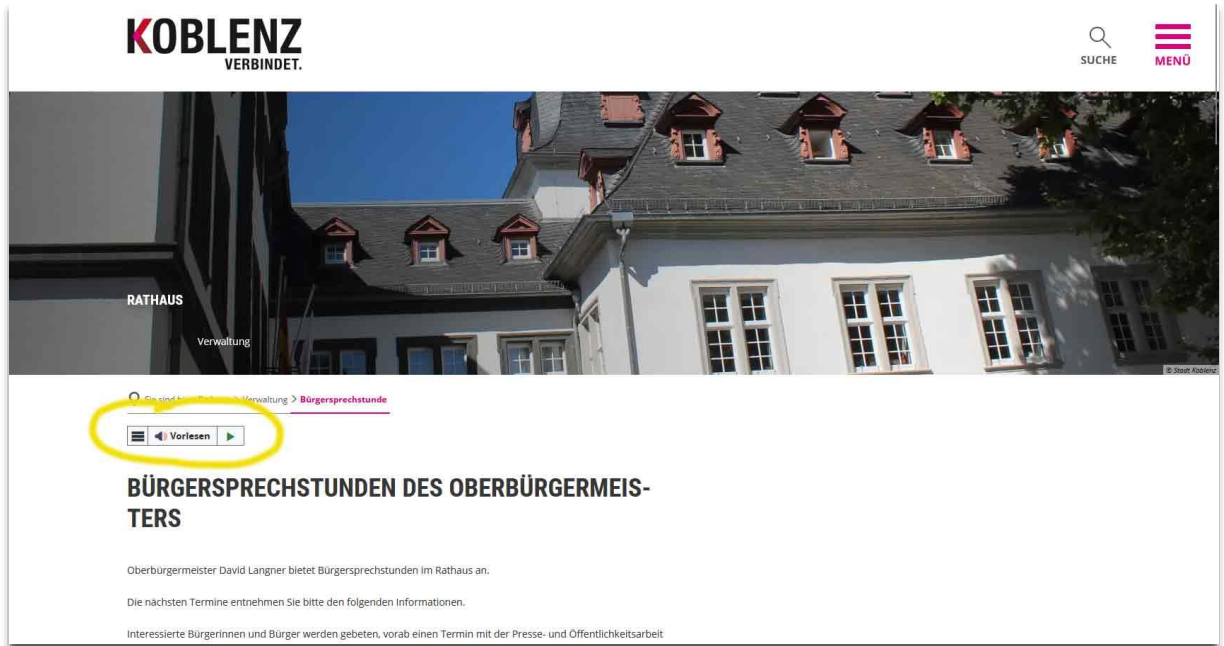 KOBLENZ
VERBINDET.
SUCHE
MENÜ
RATHAUS
Verwaltung
© Stadt Koblenz
Sie sind Verwaltung > Bürgersprechstunde
Vorlesen
BÜRGERSPRECHSTUNDEN DES OBERBÜRGERMEIS-
TERS
Oberbürgermeister David Langner bietet Bürgersprechstunden im Rathaus an.
Die nächsten Termine entnehmen Sie bitte den folgenden Informationen.
Interessierte Bürgerinnen und Bürger werden gebeten, vorab einen Termin mit der Presse- und Öffentlichkeitsarbeit